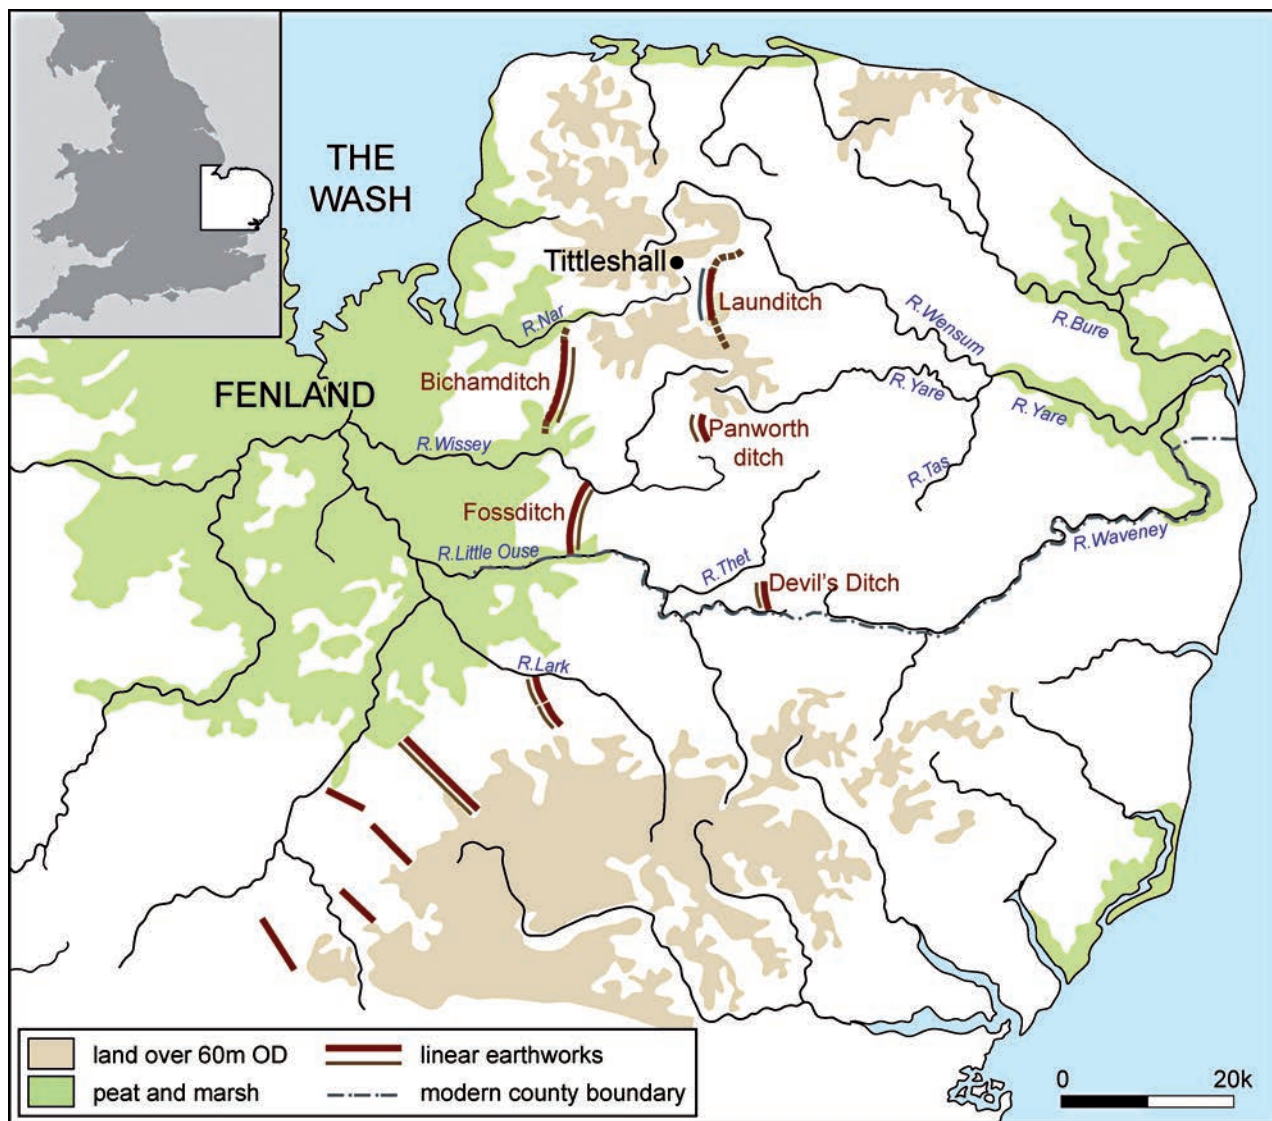 THE
WASH
Tittleshall
Launditch
R.Nar
R.Wensum
R.Bure
Bichamditch
FENLAND
R.Yare
R.Yare
Panworth
ditch
R.Wissey
R.Tas
Fossditch
R.Little Ouse
R.Thet
R.Waveney
Devil's Ditch
R.Lark
land over 60m OD
linear earthworks
peat and marsh
modern county boundary
0 20k